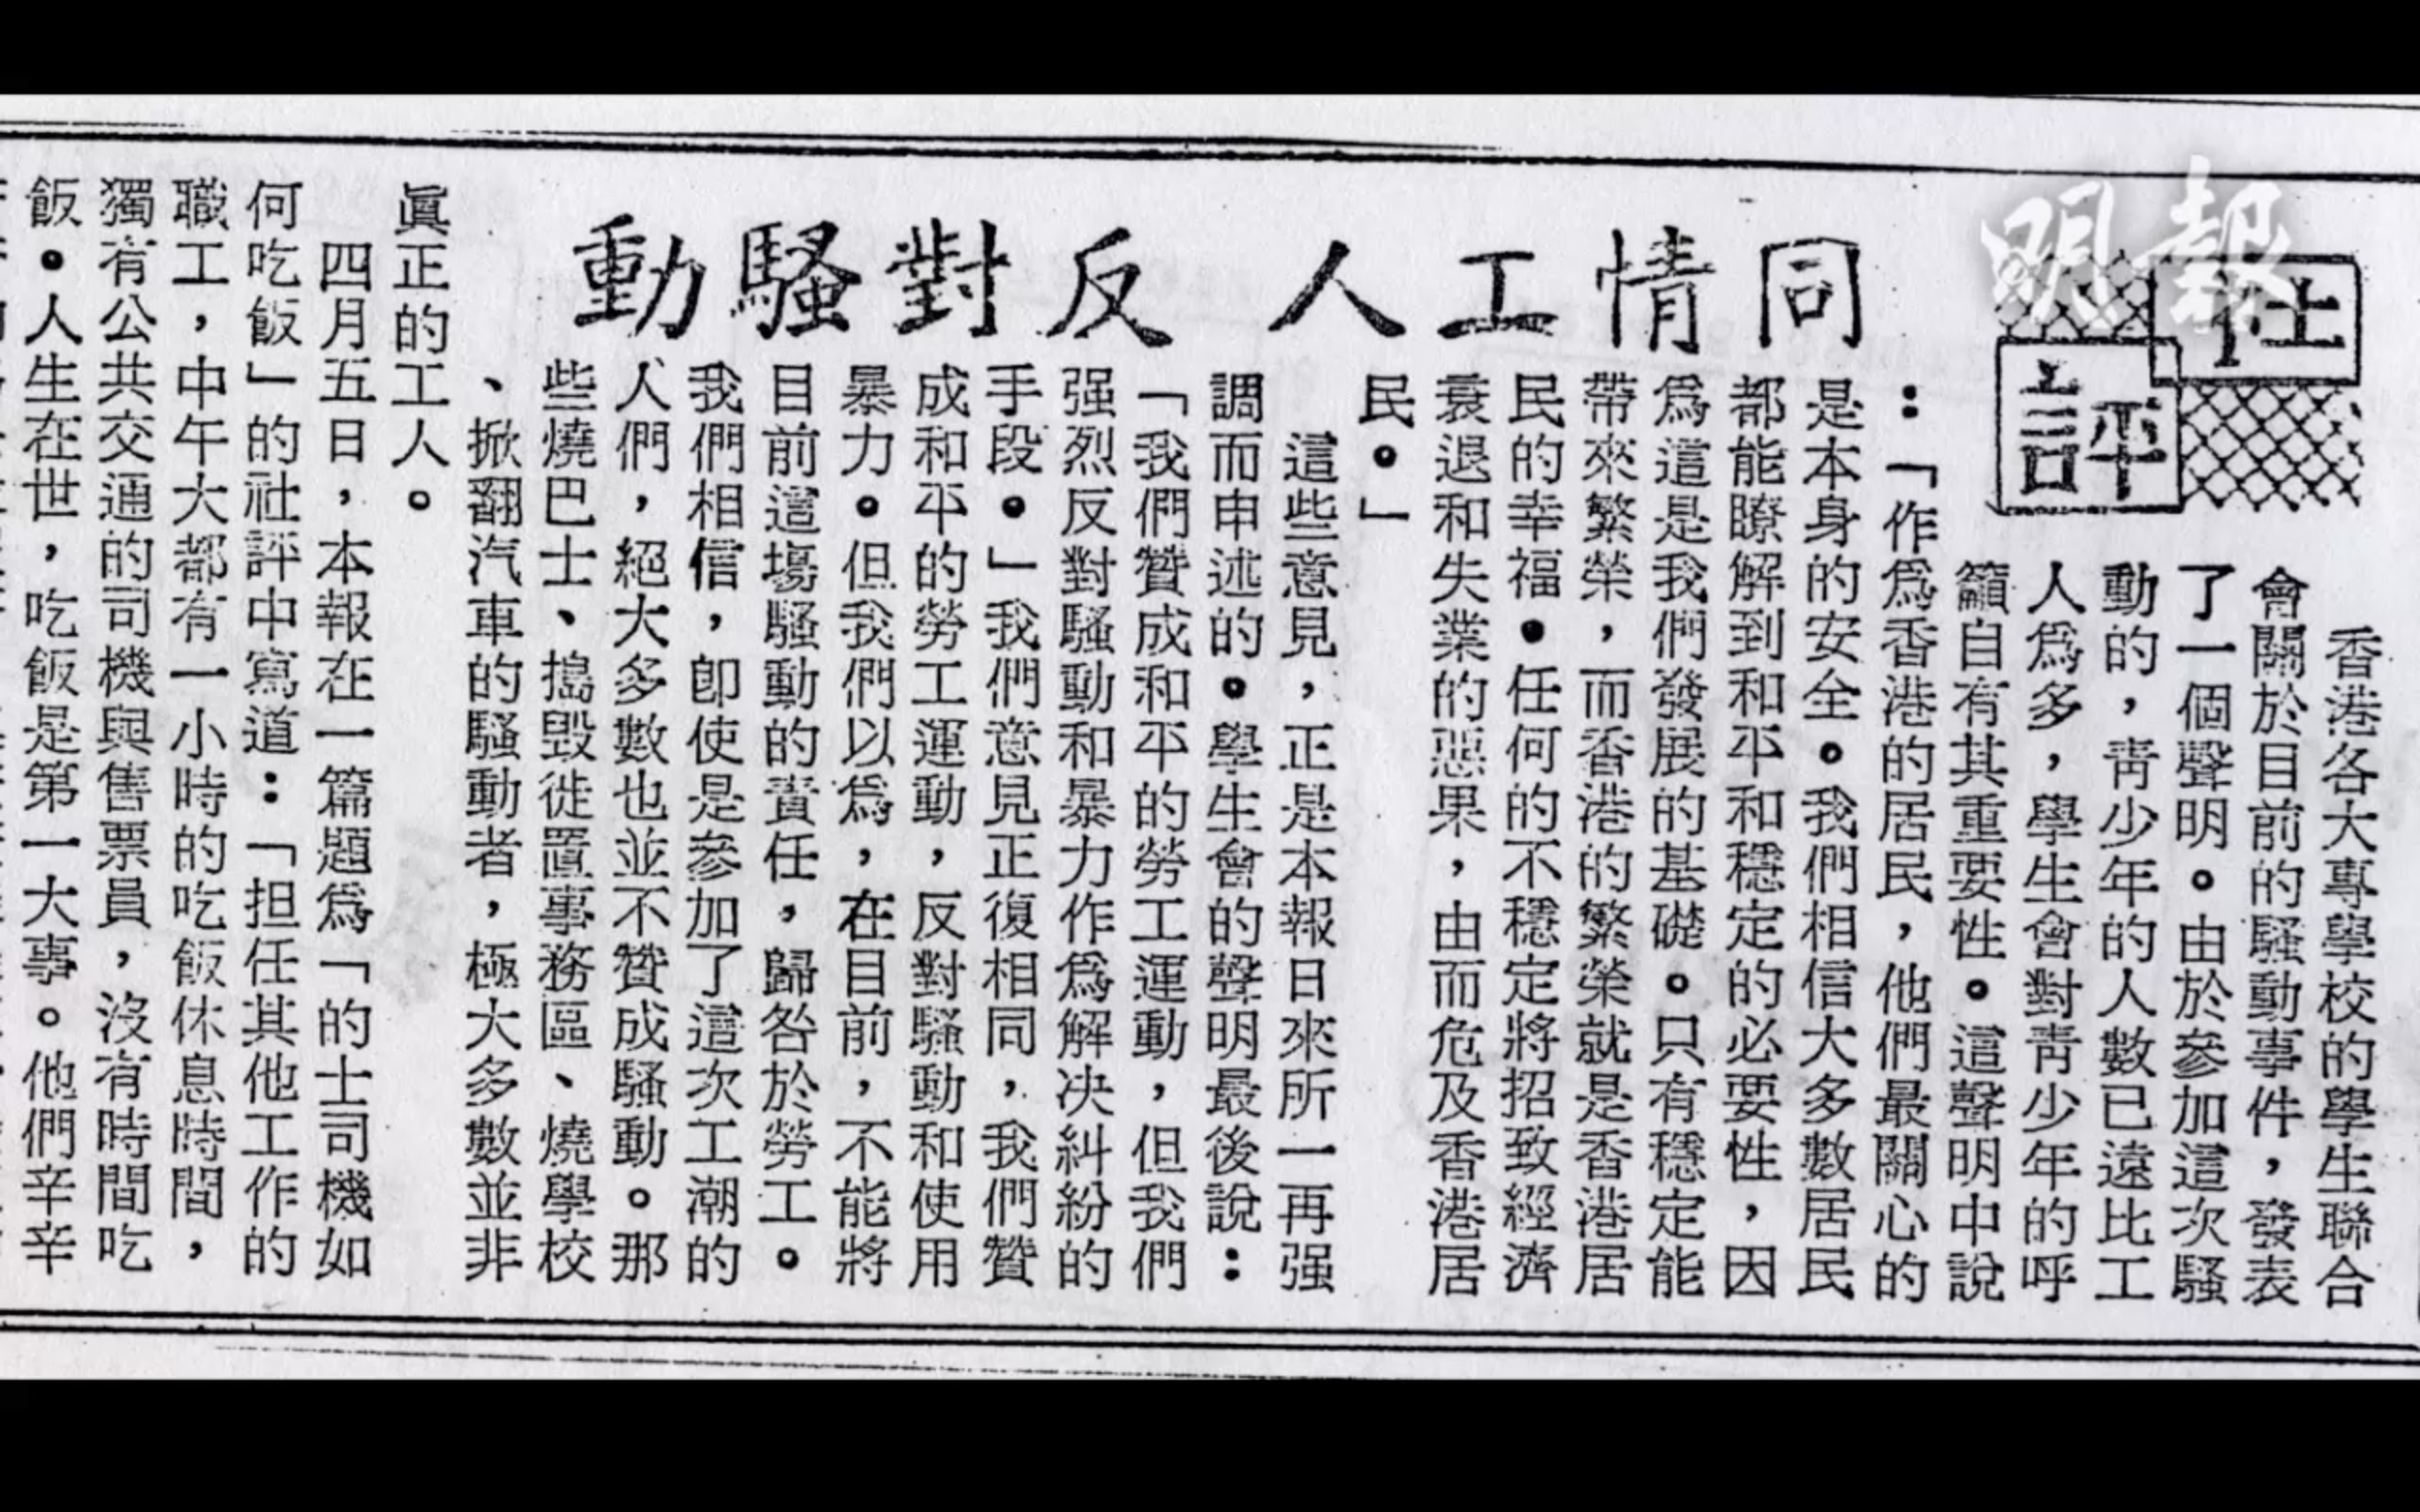 明報
社評
同情工人 反對騷動
香港各大專學校的學生聯合
會關於目前的騷動事件，發表
了一個聲明。由於參加這次騷
動的，靑少年的人數已遠比工
人爲多，學生會對靑少年的呼
籲自有其重要性。這聲明中說
：「作爲香港的居民，他們最關心的
是本身的安全。我們相信大多數居民
都能瞭解到和平和穩定的必要性，因
爲這是我們發展的基礎。只有穩定能
帶來繁榮，而香港的繁榮就是香港居
民的幸福。任何的不穩定將招致經濟
衰退和失業的惡果，由而危及香港居
民。」
這些意見，正是本報日來所一再强
調而申述的。學生會的聲明最後說：
「我們贊成和平的勞工運動，但我們
强烈反對騷動和暴力作爲解決糾紛的
手段。」我們意見正復相同，我們贊
成和平的勞工運動，反對騷動和使用
暴力。但我們以爲，在目前，不能將
目前這場騷動的責任，歸咎於勞工。
我們相信，卽使是參加了這次工潮的
人們，絕大多數也並不贊成騷動。那
些燒巴士、搗毀徙置事務區、燒學校
、掀翻汽車的騷動者，極大多數並非
眞正的工人。
四月五日，本報在一篇題爲「的士司機如
何吃飯」的社評中寫道：「担任其他工作的
職工，中午大都有一小時的吃飯休息時間，
獨有公共交通的司機與售票員，沒有時間吃
飯。人生在世，吃飯是第一大事。他們辛辛